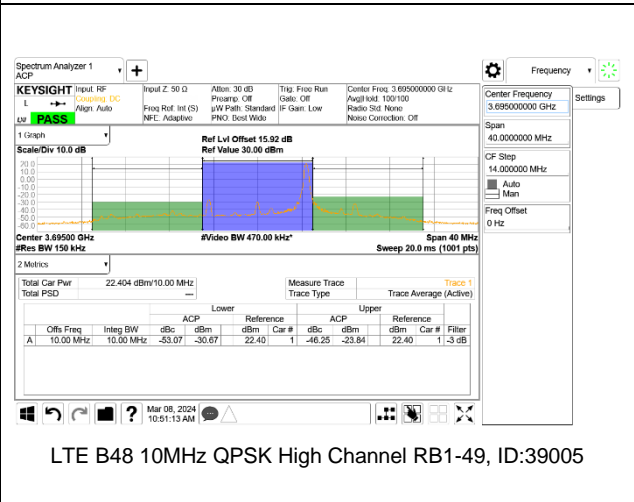 Spectrum Analyzer 1
ACP
Frequency
KEYSIGHT
Input: RF
Coupling: DC
Align: Auto
Input Z: 50 Ω
Freq Ref: Int (S)
NFE: Adaptive
Atten: 30 dB
Preamp: Off
µW Path: Standard
PNO: Best Wide
Trig: Free Run
Gate: Off
IF Gain: Low
Center Freq: 3.695000000 GHz
Avg|Hold: 100/100
Radio Std: None
Noise Correction: Off
L
PASS
Center Frequency
3.695000000 GHz
Settings
Span
40.0000000 MHz
CF Step
14.000000 MHz
Auto
Man
Freq Offset
0 Hz
1 Graph
Scale/Div 10.0 dB
Ref Lvl Offset 15.92 dB
Ref Value 30.00 dBm
20.0
10.0
0.00
-10.0
-20.0
-30.0
-40.0
-50.0
-60.0
Center 3.69500 GHz
#Video BW 470.00 kHz*
Span 40 MHz
#Res BW 150 kHz
Sweep 20.0 ms (1001 pts)
2 Metrics
Total Car Pwr 22.404 dBm/10.00 MHz
Total PSD ---
Measure Trace Trace 1
Trace Type Trace Average (Active)
Lower Upper
ACP Reference ACP Reference
Offs Freq Integ BW dBc dBm dBm Car # dBc dBm dBm Car # Filter
A 10.00 MHz 10.00 MHz -53.07 -30.67 22.40 1 -46.25 -23.84 22.40 1 -3 dB
?
Mar 08, 2024
10:51:13 AM
LTE B48 10MHz QPSK High Channel RB1-49, ID:39005